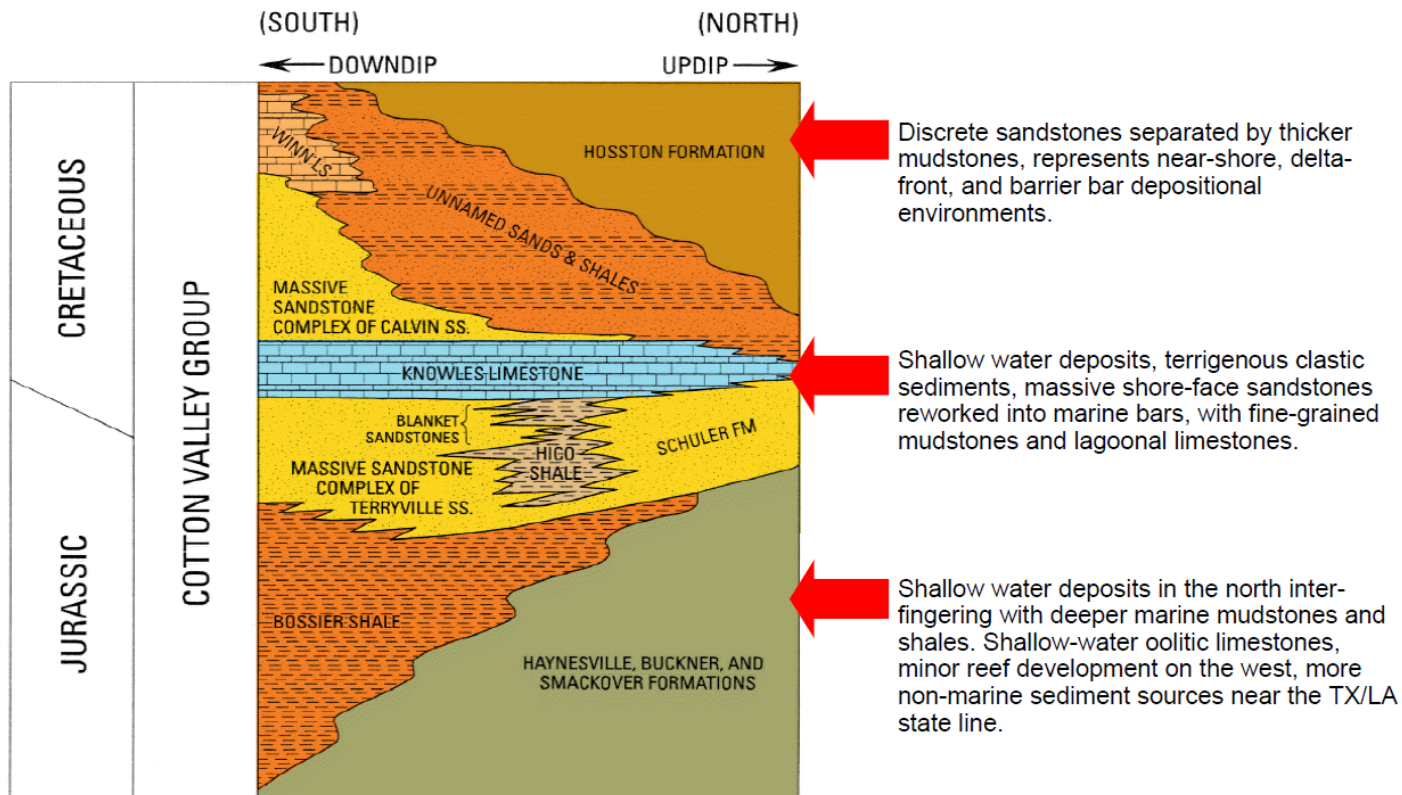 (SOUTH)
(NORTH)
DOWNDIP
UPDIP
CRETACEOUS
JURASSIC
COTTON VALLEY GROUP
WINN LS
HOSSTON FORMATION
UNNAMED SANDS & SHALES
MASSIVE
SANDSTONE
COMPLEX OF CALVIN SS.
KNOWLES LIMESTONE
BLANKET
SANDSTONES
HICO
SHALE
SCHULER FM
MASSIVE SANDSTONE
COMPLEX OF
TERRYVILLE SS.
BOSSIER SHALE
HAYNESVILLE, BUCKNER, AND
SMACKOVER FORMATIONS
Discrete sandstones separated by thicker
mudstones, represents near-shore, delta-
front, and barrier bar depositional
environments.
Shallow water deposits, terrigenous clastic
sediments, massive shore-face sandstones
reworked into marine bars, with fine-grained
mudstones and lagoonal limestones.
Shallow water deposits in the north inter-
fingering with deeper marine mudstones and
shales. Shallow-water oolitic limestones,
minor reef development on the west, more
non-marine sediment sources near the TX/LA
state line.